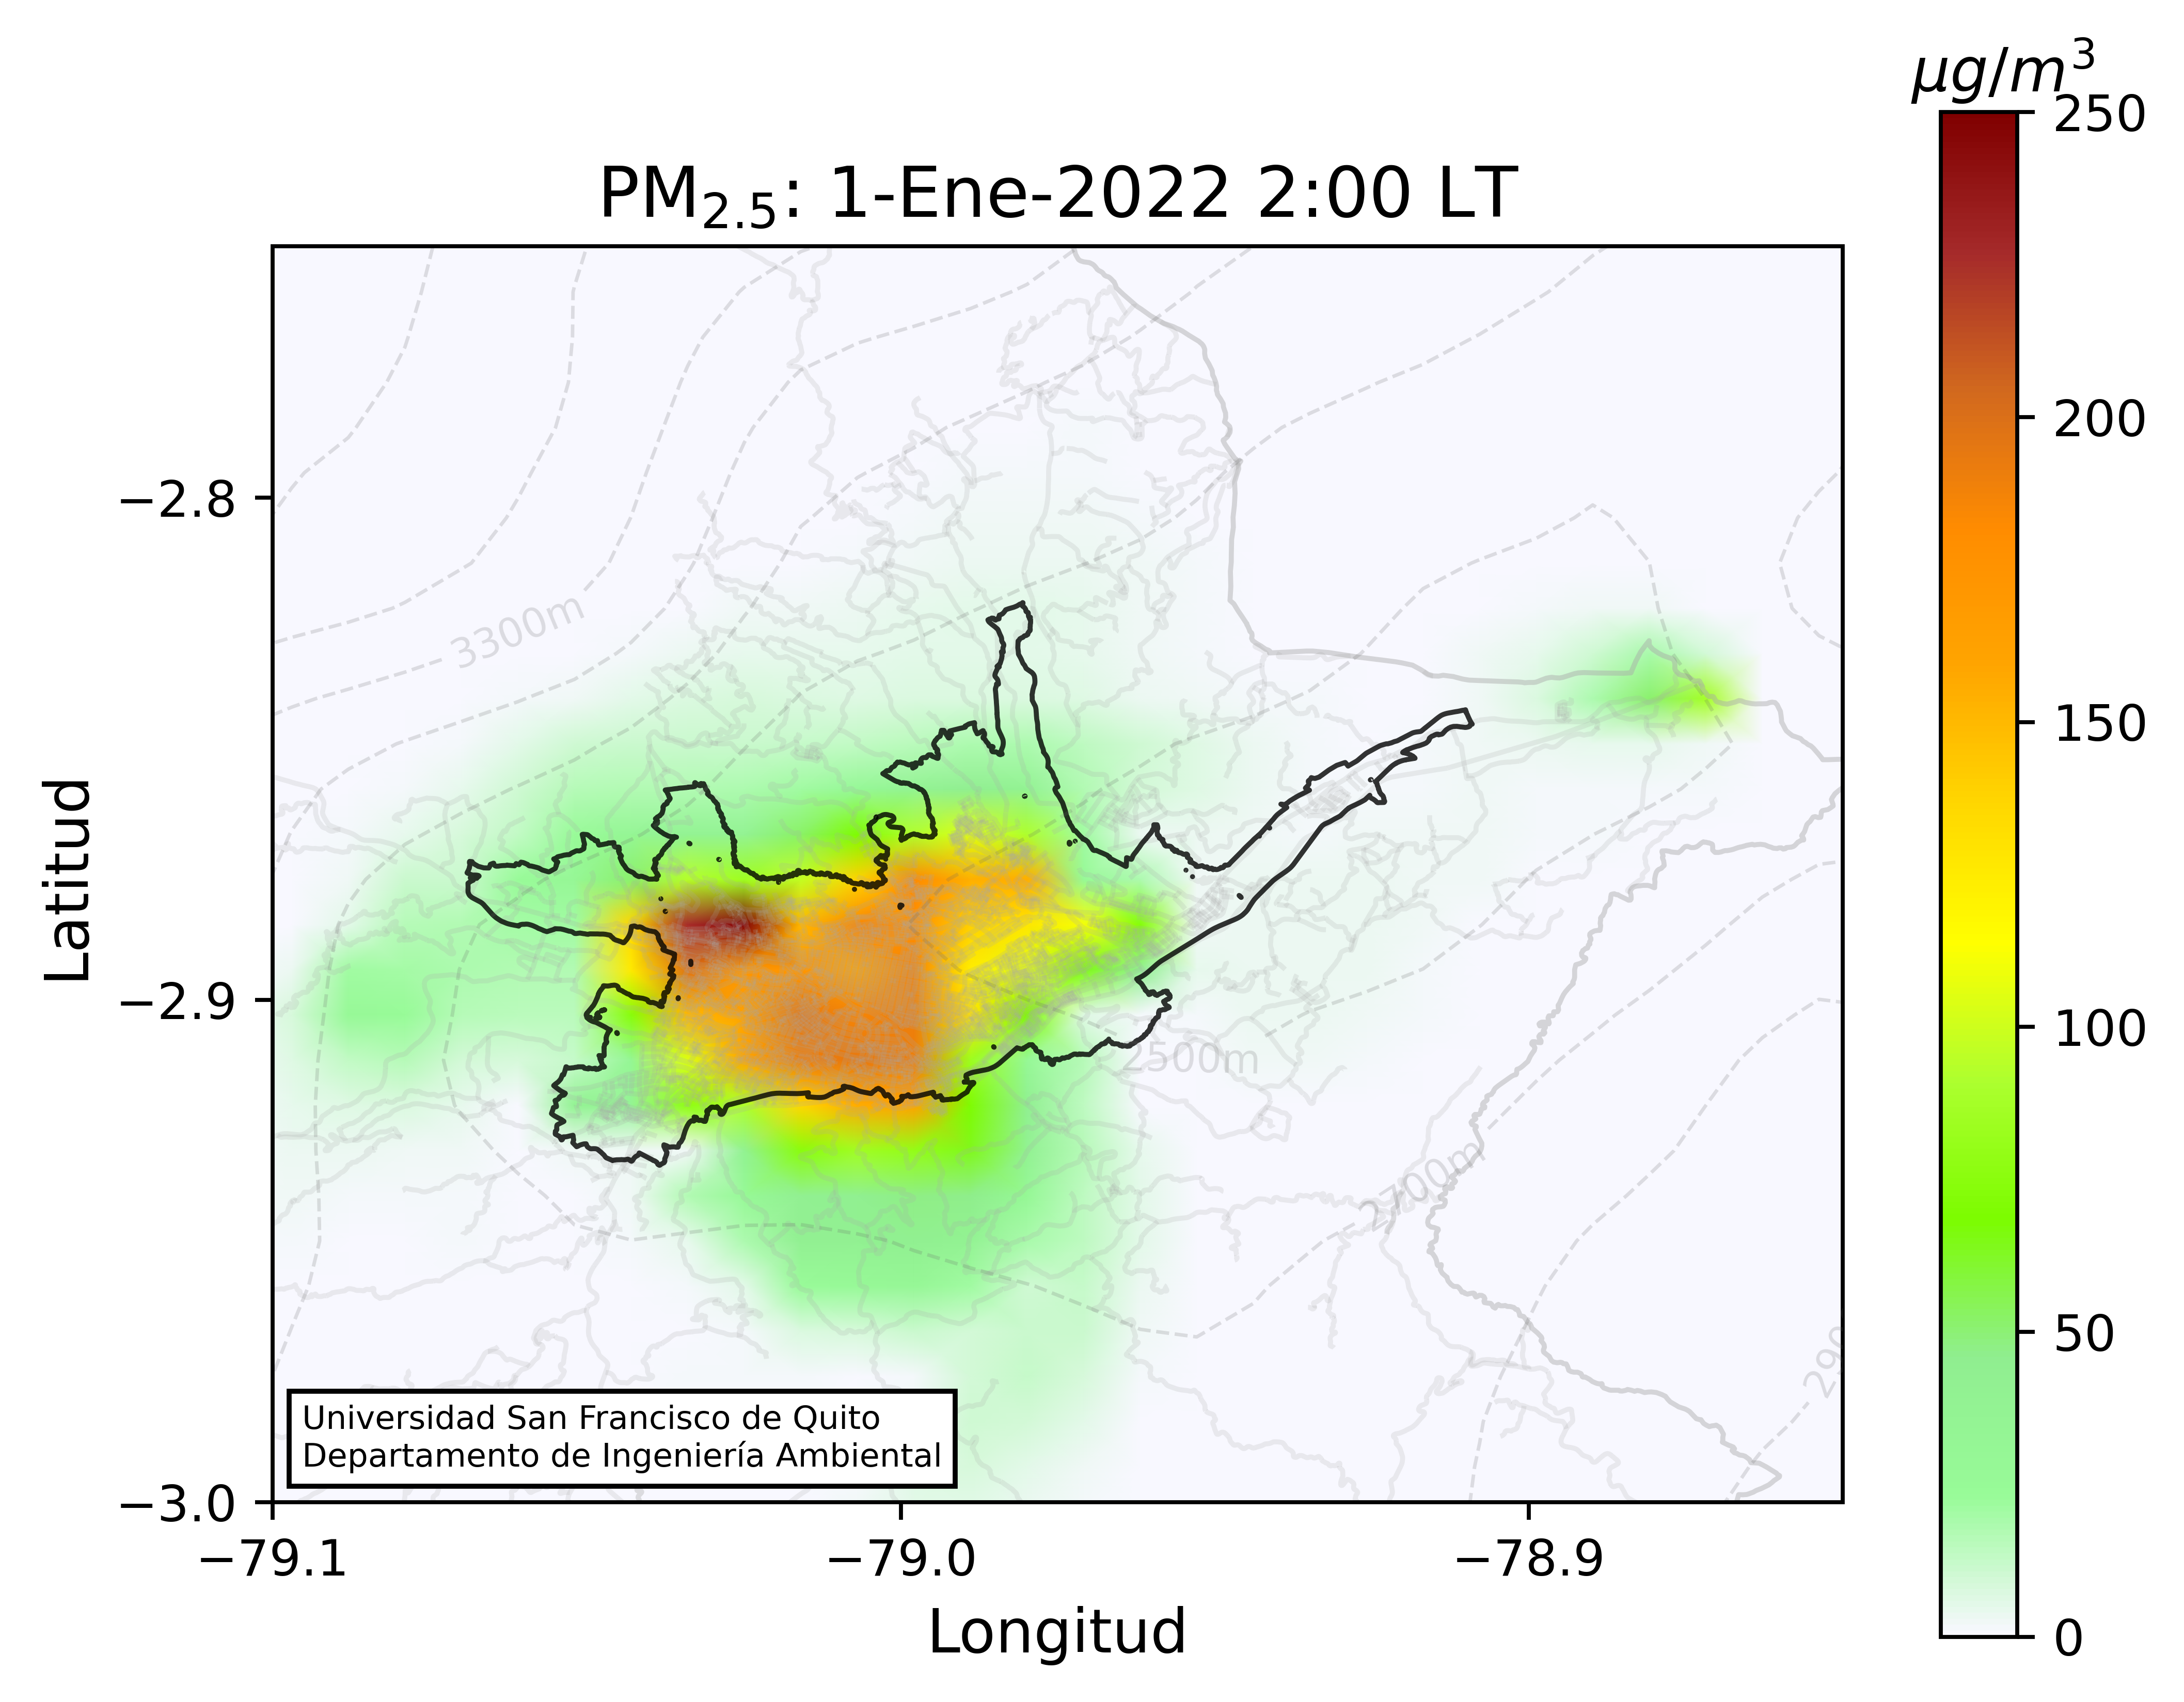 μg/m³
PM₂.₅: 1-Ene-2022 2:00 LT
250
200
150
100
50
0
Latitud
−2.8
−2.9
−3.0
3300m
2500m
2700m
290
Universidad San Francisco de Quito
Departamento de Ingeniería Ambiental
−79.1
−79.0
−78.9
Longitud